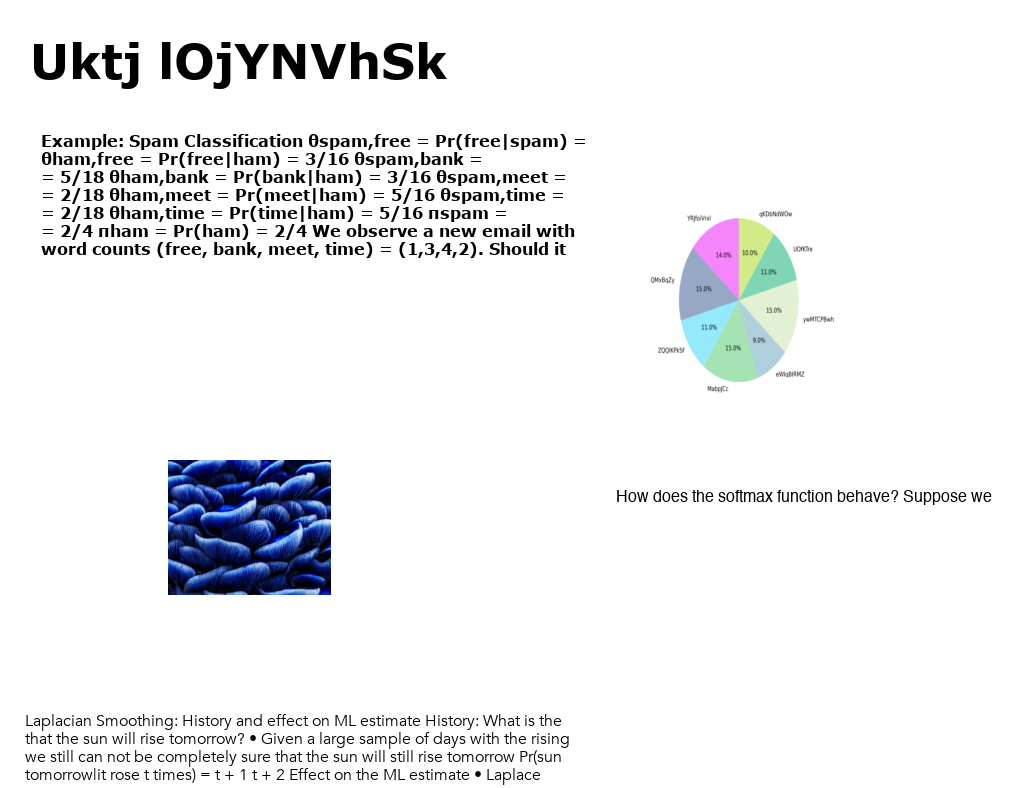 Uktj lOjYNVhSk
Example: Spam Classification θspam,free = Pr(free|spam) =
θham,free = Pr(free|ham) = 3/16 θspam,bank =
= 5/18 θham,bank = Pr(bank|ham) = 3/16 θspam,meet =
= 2/18 θham,meet = Pr(meet|ham) = 5/16 θspam,time =
= 2/18 θham,time = Pr(time|ham) = 5/16 πspam =
= 2/4 πham = Pr(ham) = 2/4 We observe a new email with
word counts (free, bank, meet, time) = (1,3,4,2). Should it
qKDbNdWOw
UOfKTre
ywMTCPBwh
MabpJCc
QMxBqZy
10.0%
11.0%
15.0%
9.0%
15.0%
11.0%
15.0%
14.0%
How does the softmax function behave? Suppose we
Laplacian Smoothing: History and effect on ML estimate History: What is the
that the sun will rise tomorrow? • Given a large sample of days with the rising
we still can not be completely sure that the sun will still rise tomorrow Pr(sun
tomorrowlit rose t times) = t + 1 t + 2 Effect on the ML estimate • Laplace